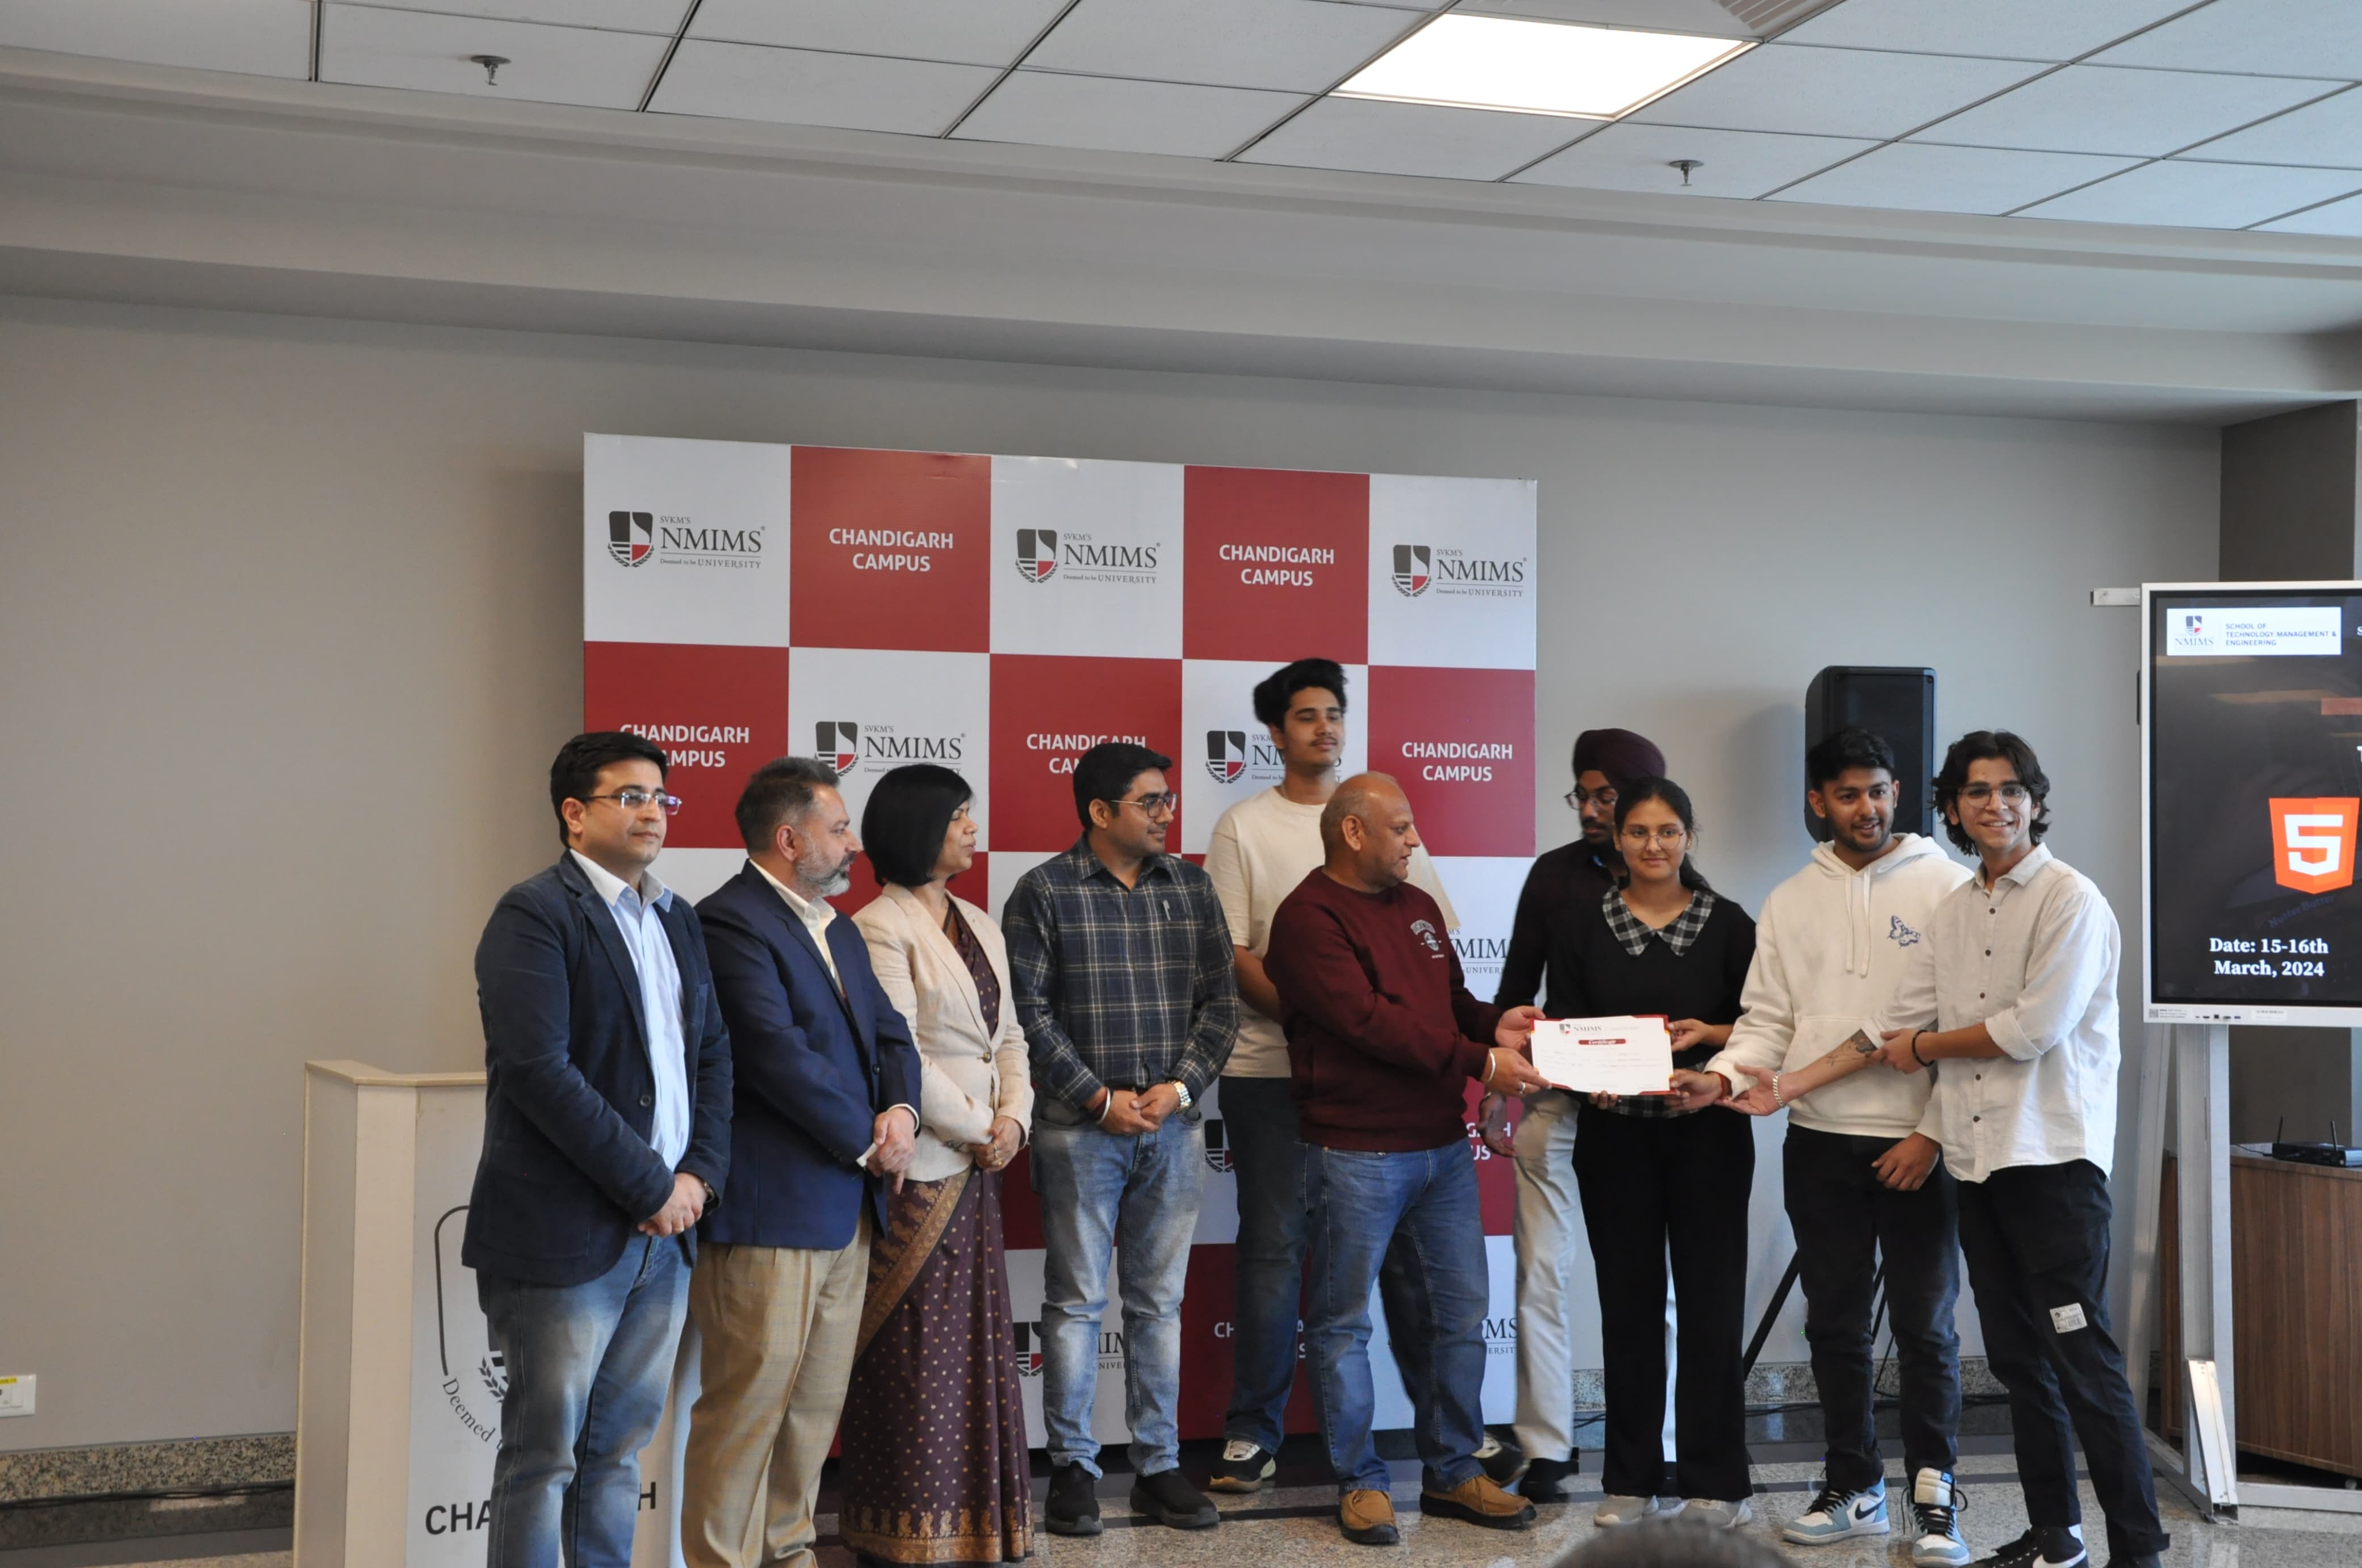 SVKM'S
NMIMS®
Deemed to be UNIVERSITY
CHANDIGARH
CAMPUS
SVKM'S
NMIMS®
Deemed to be UNIVERSITY
CHANDIGARH
CAMPUS
SVKM'S
NMIMS®
Deemed to be UNIVERSITY
CHANDIGARH
CAMPUS
SVKM'S
NMIMS®
CHANDIGARH
CHANDIGARH
CAMPUS
NMIMS
SCHOOL OF
TECHNOLOGY MANAGEMENT &
ENGINEERING
5
Date: 15-16th
March, 2024
NMIMS
Certificate
Deemed